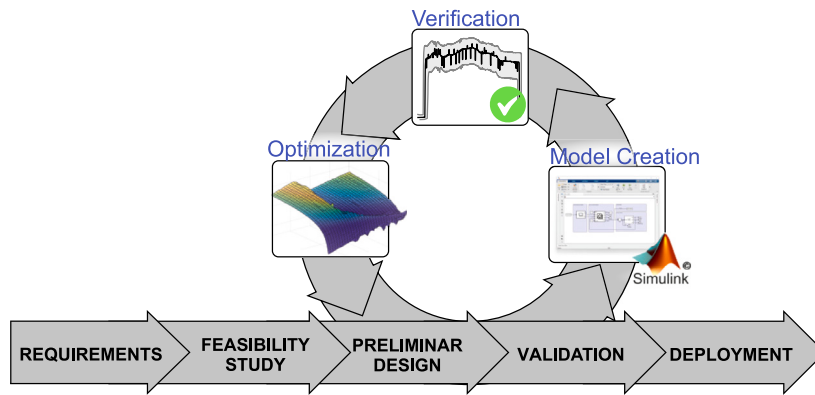 Verification
Optimization
Model Creation
Simulink
REQUIREMENTS
FEASIBILITY
STUDY
PRELIMINAR
DESIGN
VALIDATION
DEPLOYMENT